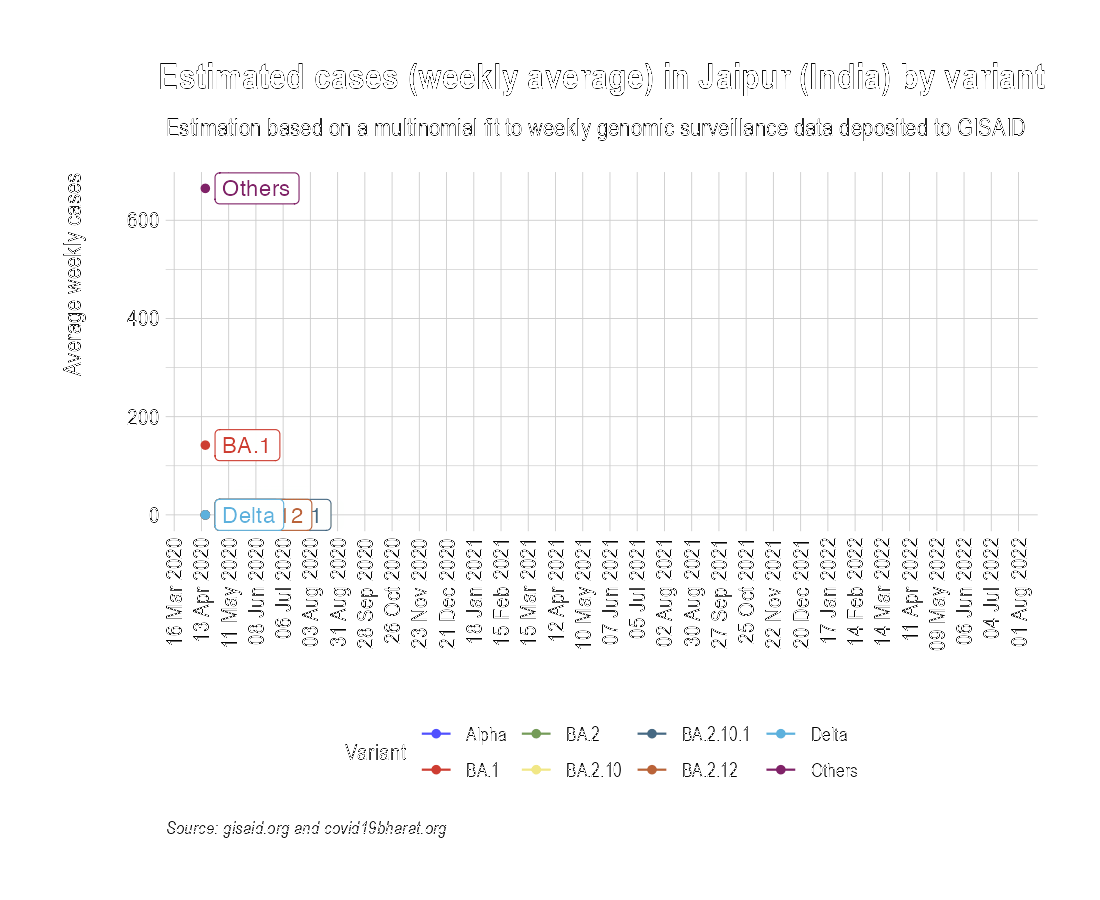 Estimated cases (weekly average) in Jaipur (India) by variant
Estimation based on a multinomial fit to weekly genomic surveillance data deposited to GISAID
Average weekly cases
Others
600
400
200
BA.1
0
Delta
12
1
16 Mar 2020
13 Apr 2020
11 May 2020
08 Jun 2020
06 Jul 2020
03 Aug 2020
31 Aug 2020
28 Sep 2020
26 Oct 2020
23 Nov 2020
21 Dec 2020
18 Jan 2021
15 Feb 2021
15 Mar 2021
12 Apr 2021
10 May 2021
07 Jun 2021
05 Jul 2021
02 Aug 2021
30 Aug 2021
27 Sep 2021
25 Oct 2021
22 Nov 2021
20 Dec 2021
17 Jan 2022
14 Feb 2022
14 Mar 2022
11 Apr 2022
09 May 2022
06 Jun 2022
04 Jul 2022
01 Aug 2022
Variant
Alpha BA.2 BA.2.10.1 Delta
BA.1 BA.2.10 BA.2.12 Others
Source: gisaid.org and covid19bharat.org